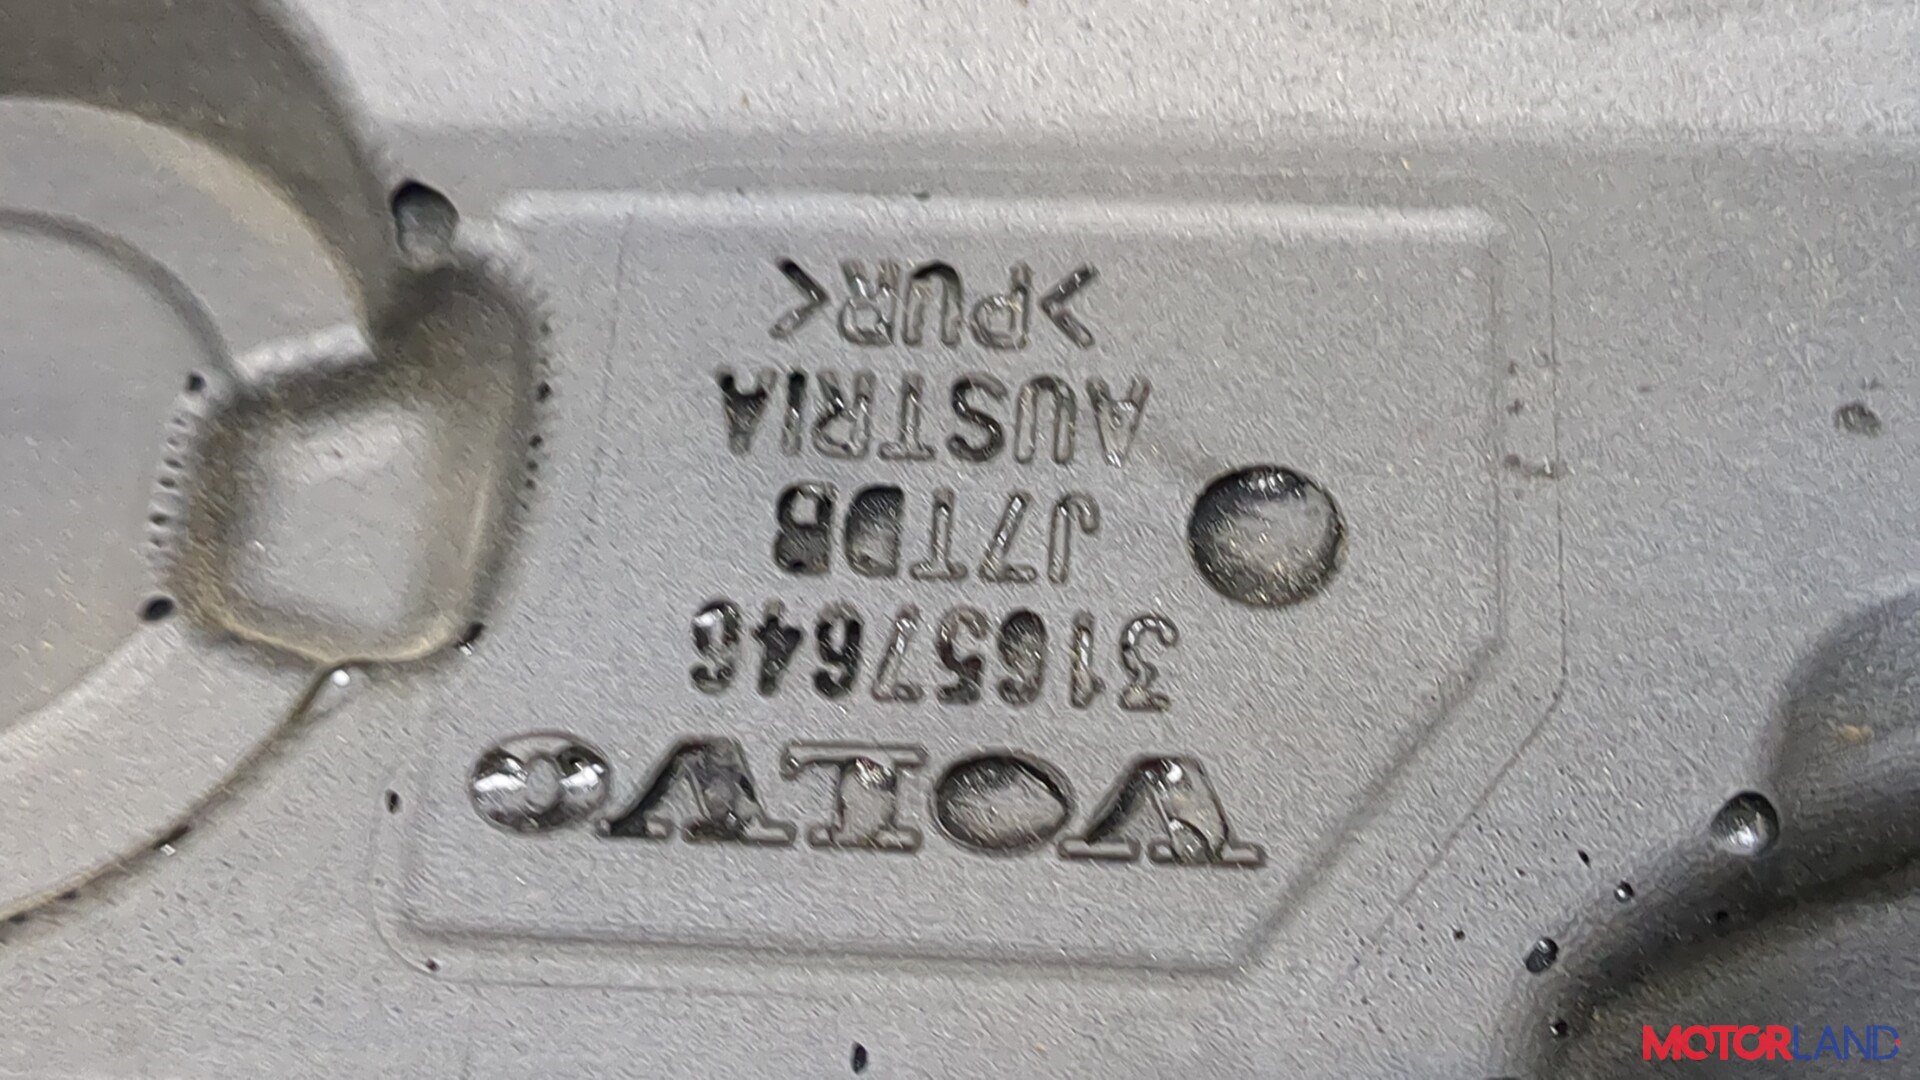 VOLVO
31657646
J7TDB
AUSTRIA
>PUR<
MOTORLAND